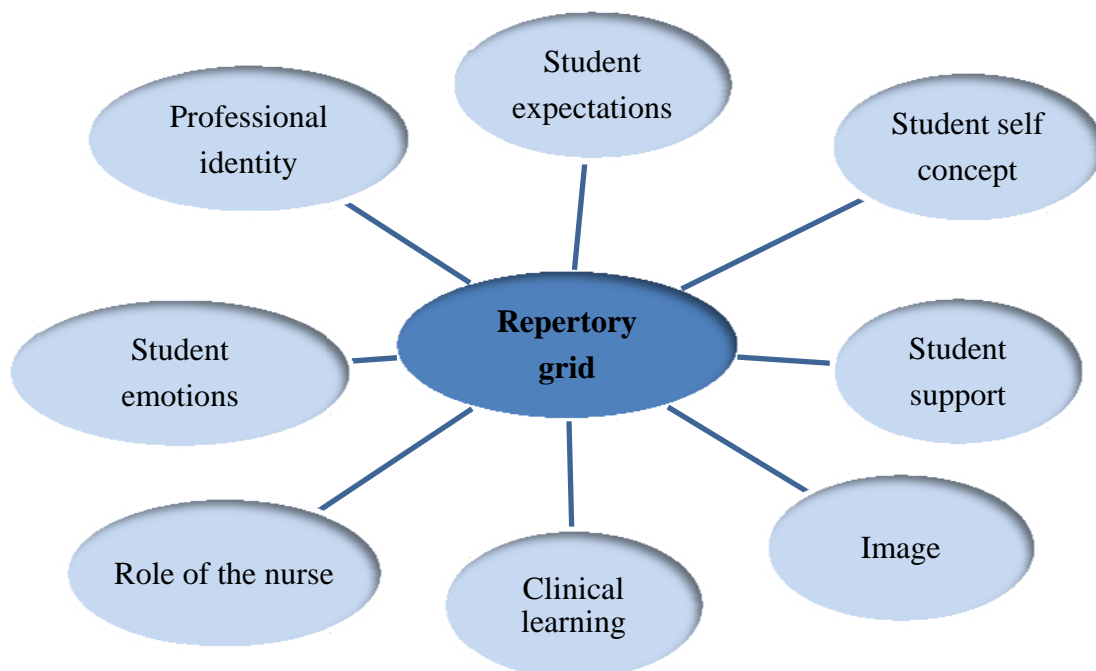 Student
expectations
Professional
identity
Student self
concept
Repertory
grid
Student
emotions
Student
support
Role of the nurse
Clinical
learning
Image